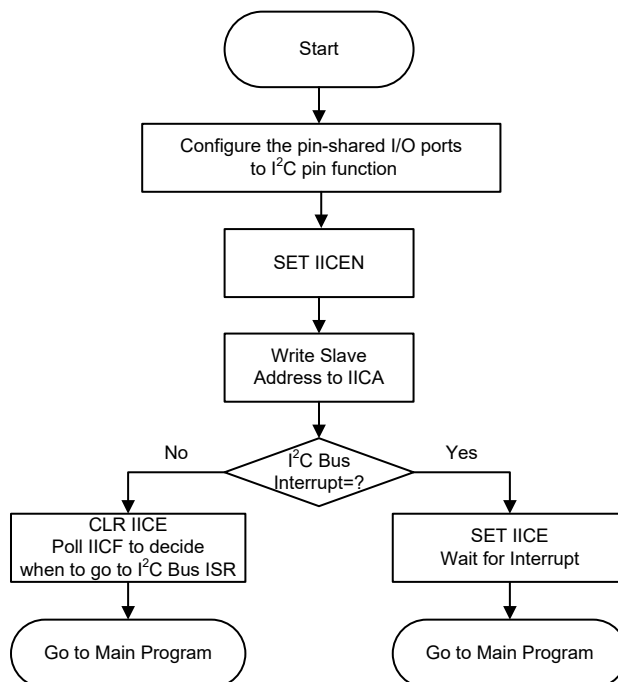 Start
Configure the pin-shared I/O ports
to I²C pin function
SET IICEN
Write Slave
Address to IICA
I²C Bus
Interrupt=?
No
Yes
CLR IICE
Poll IICF to decide
when to go to I²C Bus ISR
SET IICE
Wait for Interrupt
Go to Main Program
Go to Main Program